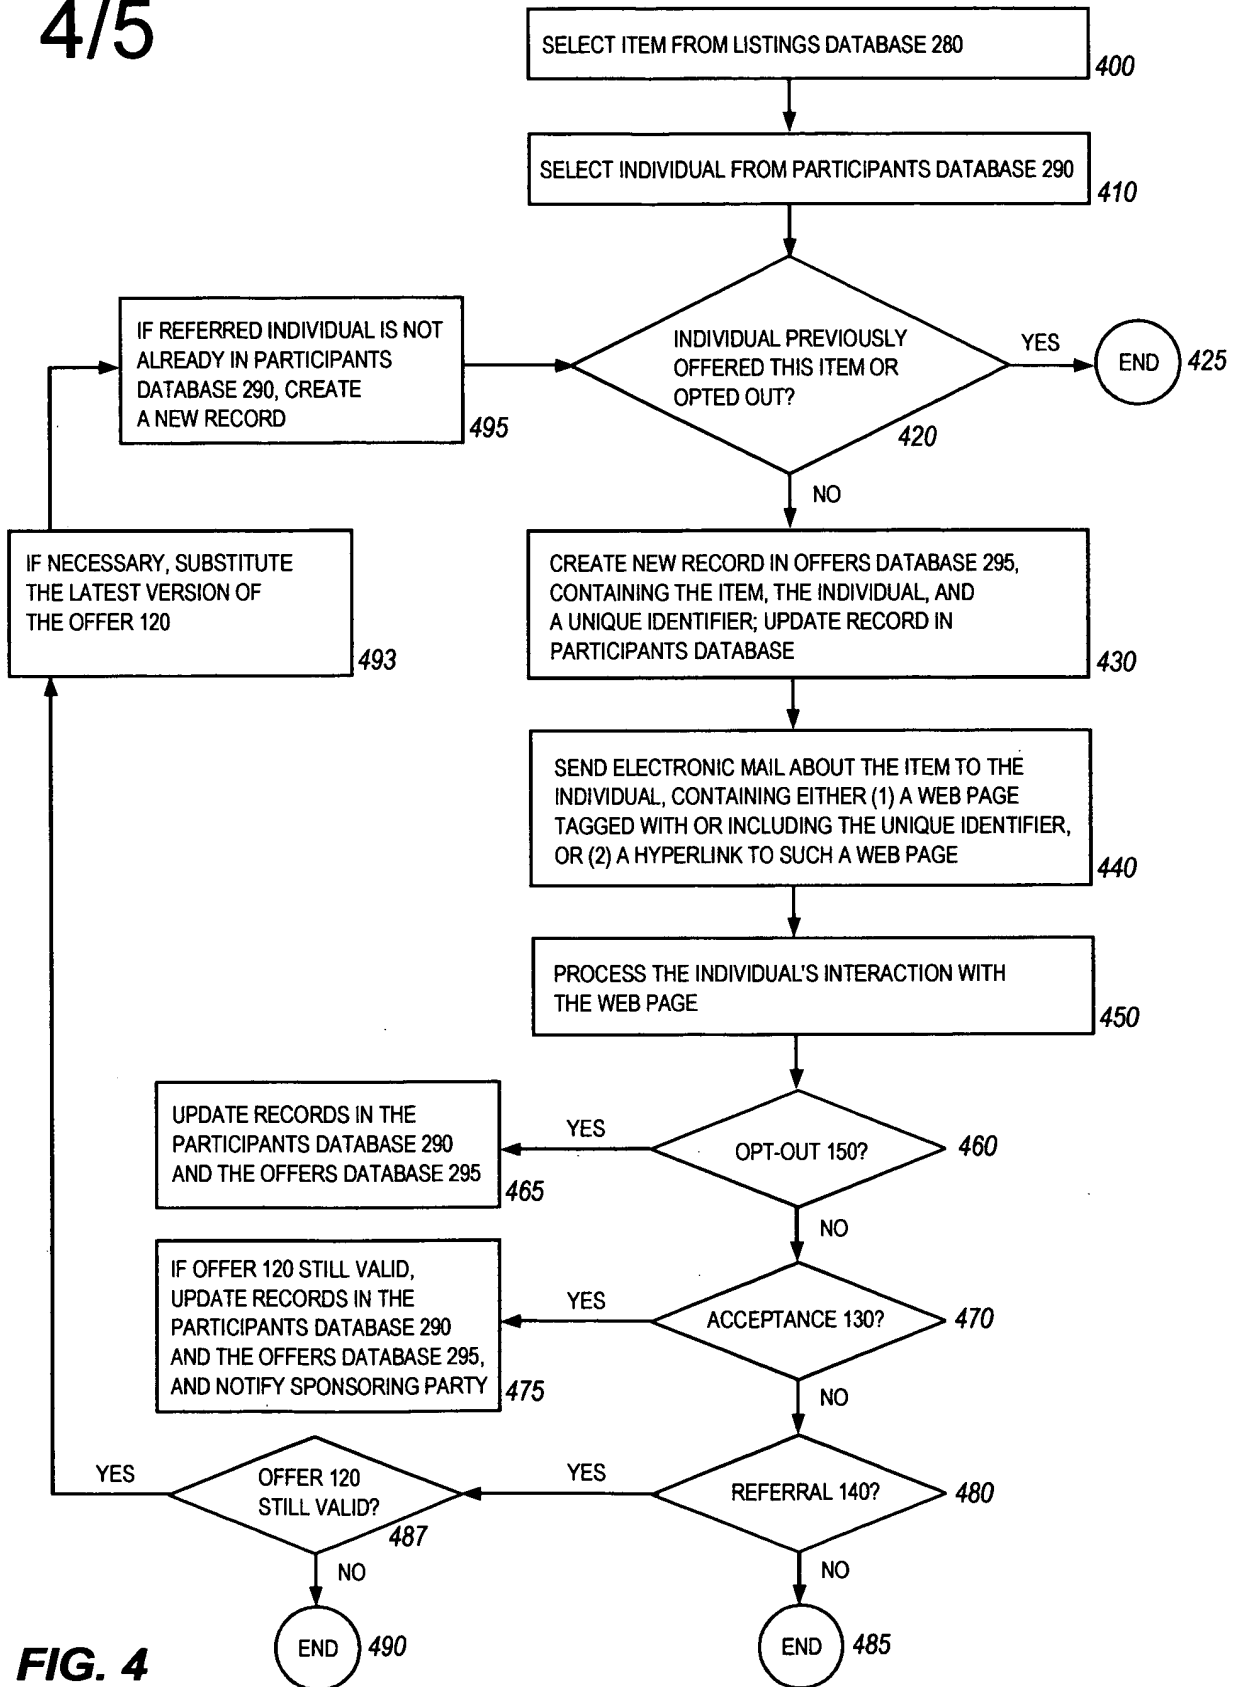 4/5
SELECT ITEM FROM LISTINGS DATABASE 280
400
SELECT INDIVIDUAL FROM PARTICIPANTS DATABASE 290
410
IF REFERRED INDIVIDUAL IS NOT
ALREADY IN PARTICIPANTS
DATABASE 290, CREATE
A NEW RECORD
495
INDIVIDUAL PREVIOUSLY
OFFERED THIS ITEM OR
OPTED OUT?
420
YES
END
425
NO
IF NECESSARY, SUBSTITUTE
THE LATEST VERSION OF
THE OFFER 120
493
CREATE NEW RECORD IN OFFERS DATABASE 295,
CONTAINING THE ITEM, THE INDIVIDUAL, AND
A UNIQUE IDENTIFIER; UPDATE RECORD IN
PARTICIPANTS DATABASE
430
SEND ELECTRONIC MAIL ABOUT THE ITEM TO THE
INDIVIDUAL, CONTAINING EITHER (1) A WEB PAGE
TAGGED WITH OR INCLUDING THE UNIQUE IDENTIFIER,
OR (2) A HYPERLINK TO SUCH A WEB PAGE
440
PROCESS THE INDIVIDUAL'S INTERACTION WITH
THE WEB PAGE
450
UPDATE RECORDS IN THE
PARTICIPANTS DATABASE 290
AND THE OFFERS DATABASE 295
465
YES
OPT-OUT 150?
460
NO
IF OFFER 120 STILL VALID,
UPDATE RECORDS IN THE
PARTICIPANTS DATABASE 290
AND THE OFFERS DATABASE 295,
AND NOTIFY SPONSORING PARTY
475
YES
ACCEPTANCE 130?
470
NO
YES
OFFER 120
STILL VALID?
487
YES
REFERRAL 140?
480
NO
NO
END
490
END
485
FIG. 4